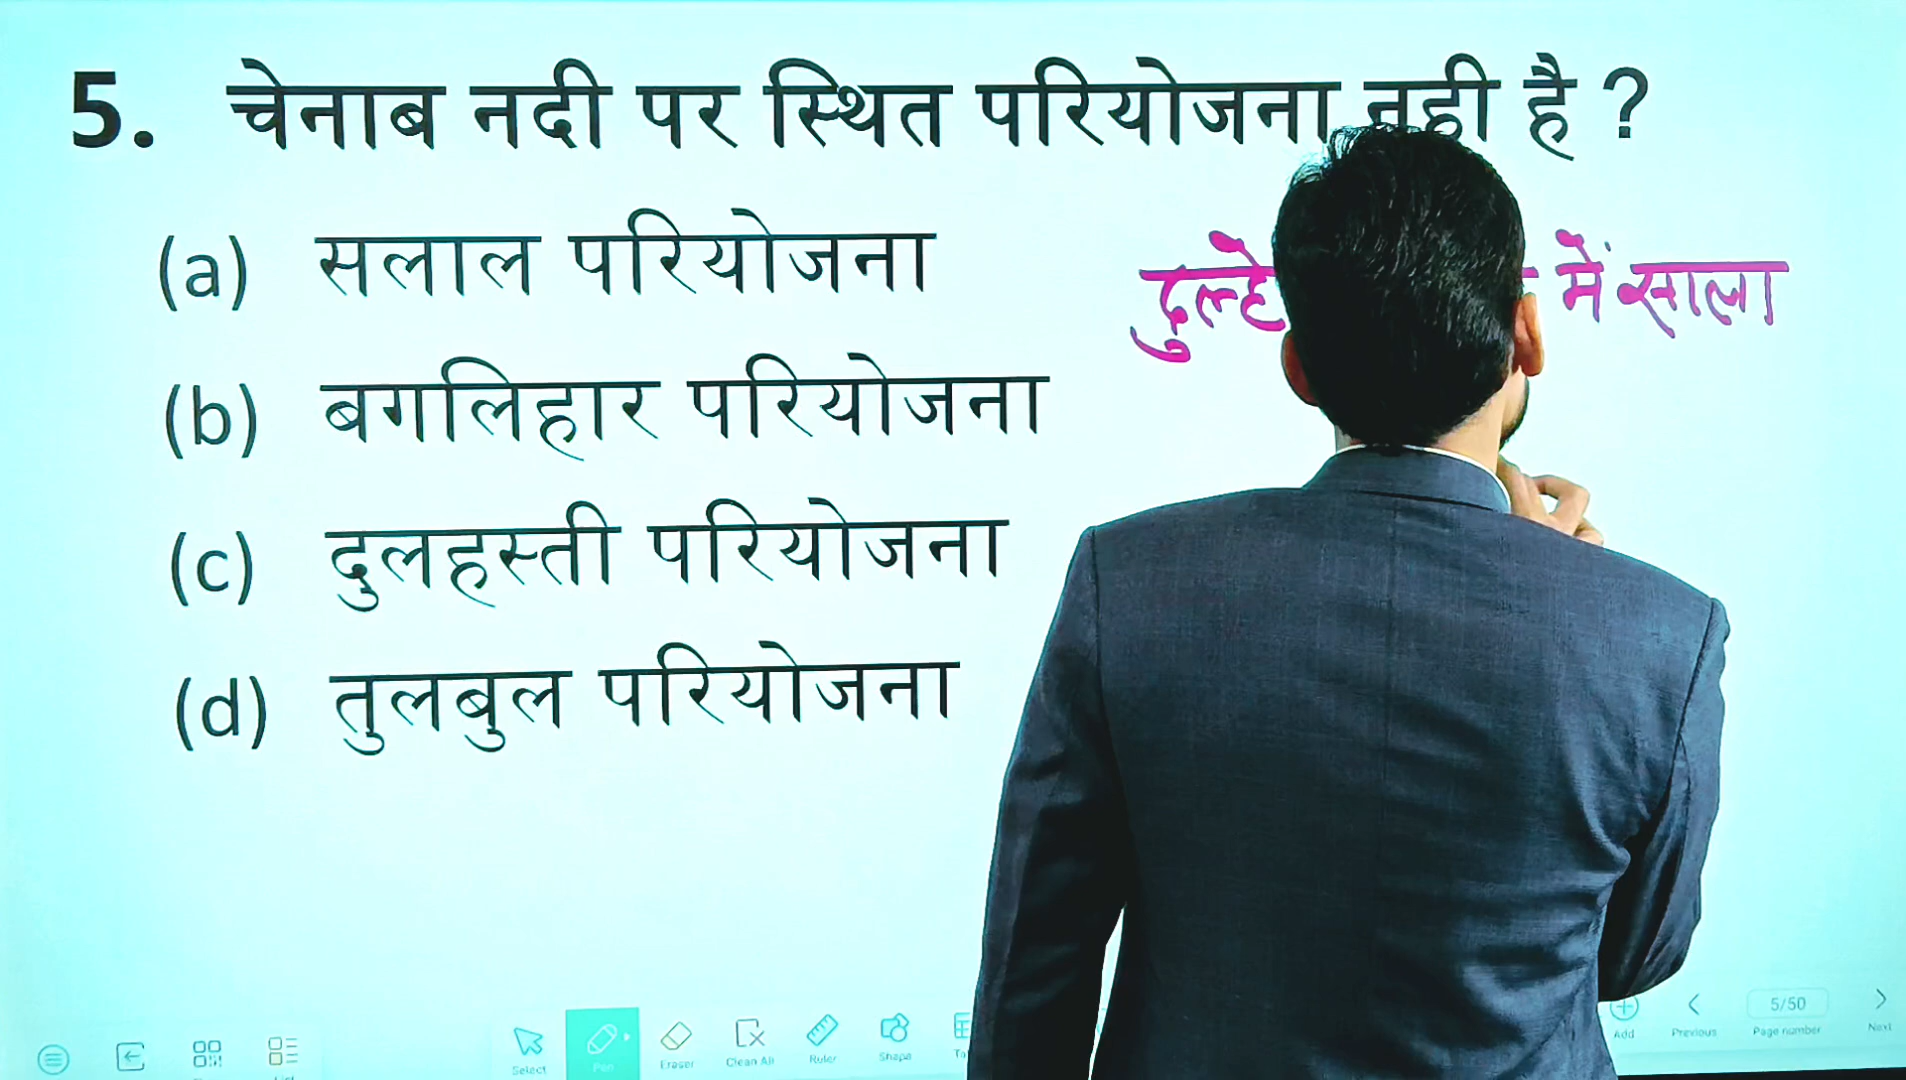 5. चेनाब नदी पर स्थित परियोजना नही है ?
(a) सलाल परियोजना
दुल्हे में साला
(b) बगलिहार परियोजना
(c) दुलहस्ती परियोजना
(d) तुलबुल परियोजना
Select Pen Eraser Clean All Ruler Shape Add Previous 5/50 Page number Next